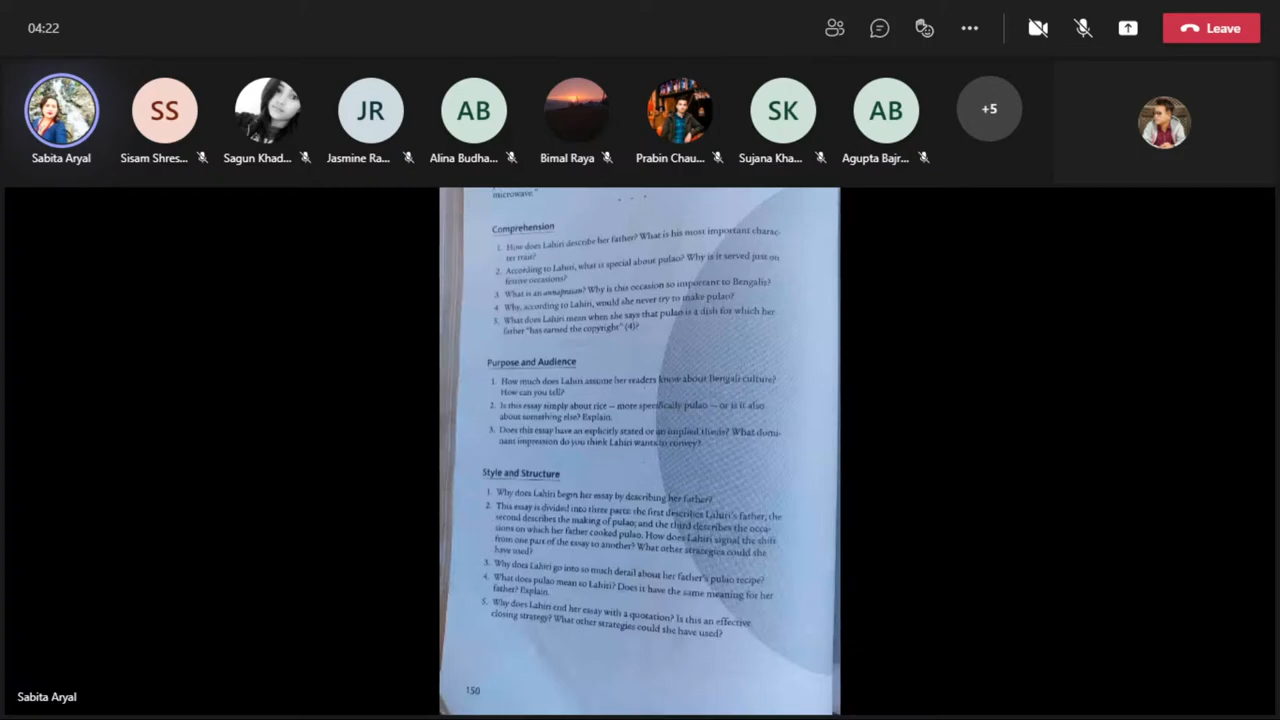 04:22
Leave
SS
JR
AB
SK
AB
+5
Sabita Aryal
Sisam Shres...
Sagun Khad...
Jasmine Ra...
Alina Budha...
Bimal Raya
Prabin Chau...
Sujana Kha...
Agupta Bajr...
microwave."
Comprehension
1. How does Lahiri describe her father? What is his most important charac-
ter trait?
2. According to Lahiri, what is special about pulao? Why is it served just on
festive occasions?
3. What is an annaprasan? Why is this occasion so important to Bengalis?
4. Why, according to Lahiri, would she never try to make pulao?
5. What does Lahiri mean when she says that pulao is a dish for which her
father "has earned the copyright" (4)?
Purpose and Audience
1. How much does Lahiri assume her readers know about Bengali culture?
How can you tell?
2. Is this essay simply about rice — more specifically pulao — or is it also
about something else? Explain.
3. Does this essay have an explicitly stated or an implied thesis? What domi-
nant impression do you think Lahiri wants to convey?
Style and Structure
1. Why does Lahiri begin her essay by describing her father?
2. This essay is divided into three parts: the first describes Lahiri's father, the
second describes the making of pulao; and the third describes the occa-
sions on which her father cooked pulao. How does Lahiri signal the shift
from one part of the essay to another? What other strategies could she
have used?
3. Why does Lahiri go into so much detail about her father's pulao recipe?
4. What does pulao mean to Lahiri? Does it have the same meaning for her
father? Explain.
5. Why does Lahiri end her essay with a quotation? Is this an effective
closing strategy? What other strategies could she have used?
150
Sabita Aryal